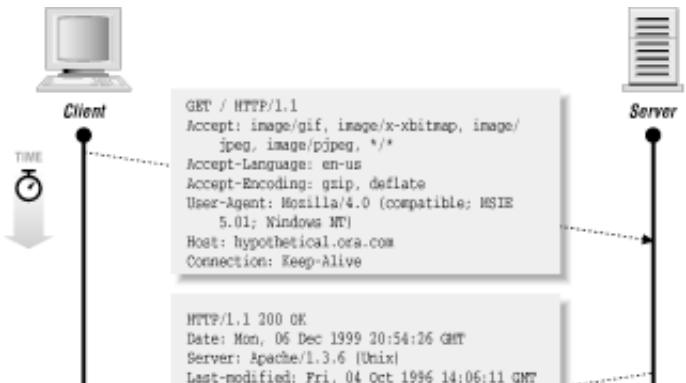 Client
Server
TIME
GET / HTTP/1.1
Accept: image/gif, image/x-xbitmap, image/
jpeg, image/pjpeg, */*
Accept-Language: en-us
Accept-Encoding: gzip, deflate
User-Agent: Mozilla/4.0 (compatible; MSIE
5.01; Windows NT)
Host: hypothetical.ora.com
Connection: Keep-Alive
HTTP/1.1 200 OK
Date: Mon, 06 Dec 1999 20:54:26 GMT
Server: Apache/1.3.6 (Unix)
Last-modified: Fri, 04 Oct 1996 14:06:11 GMT